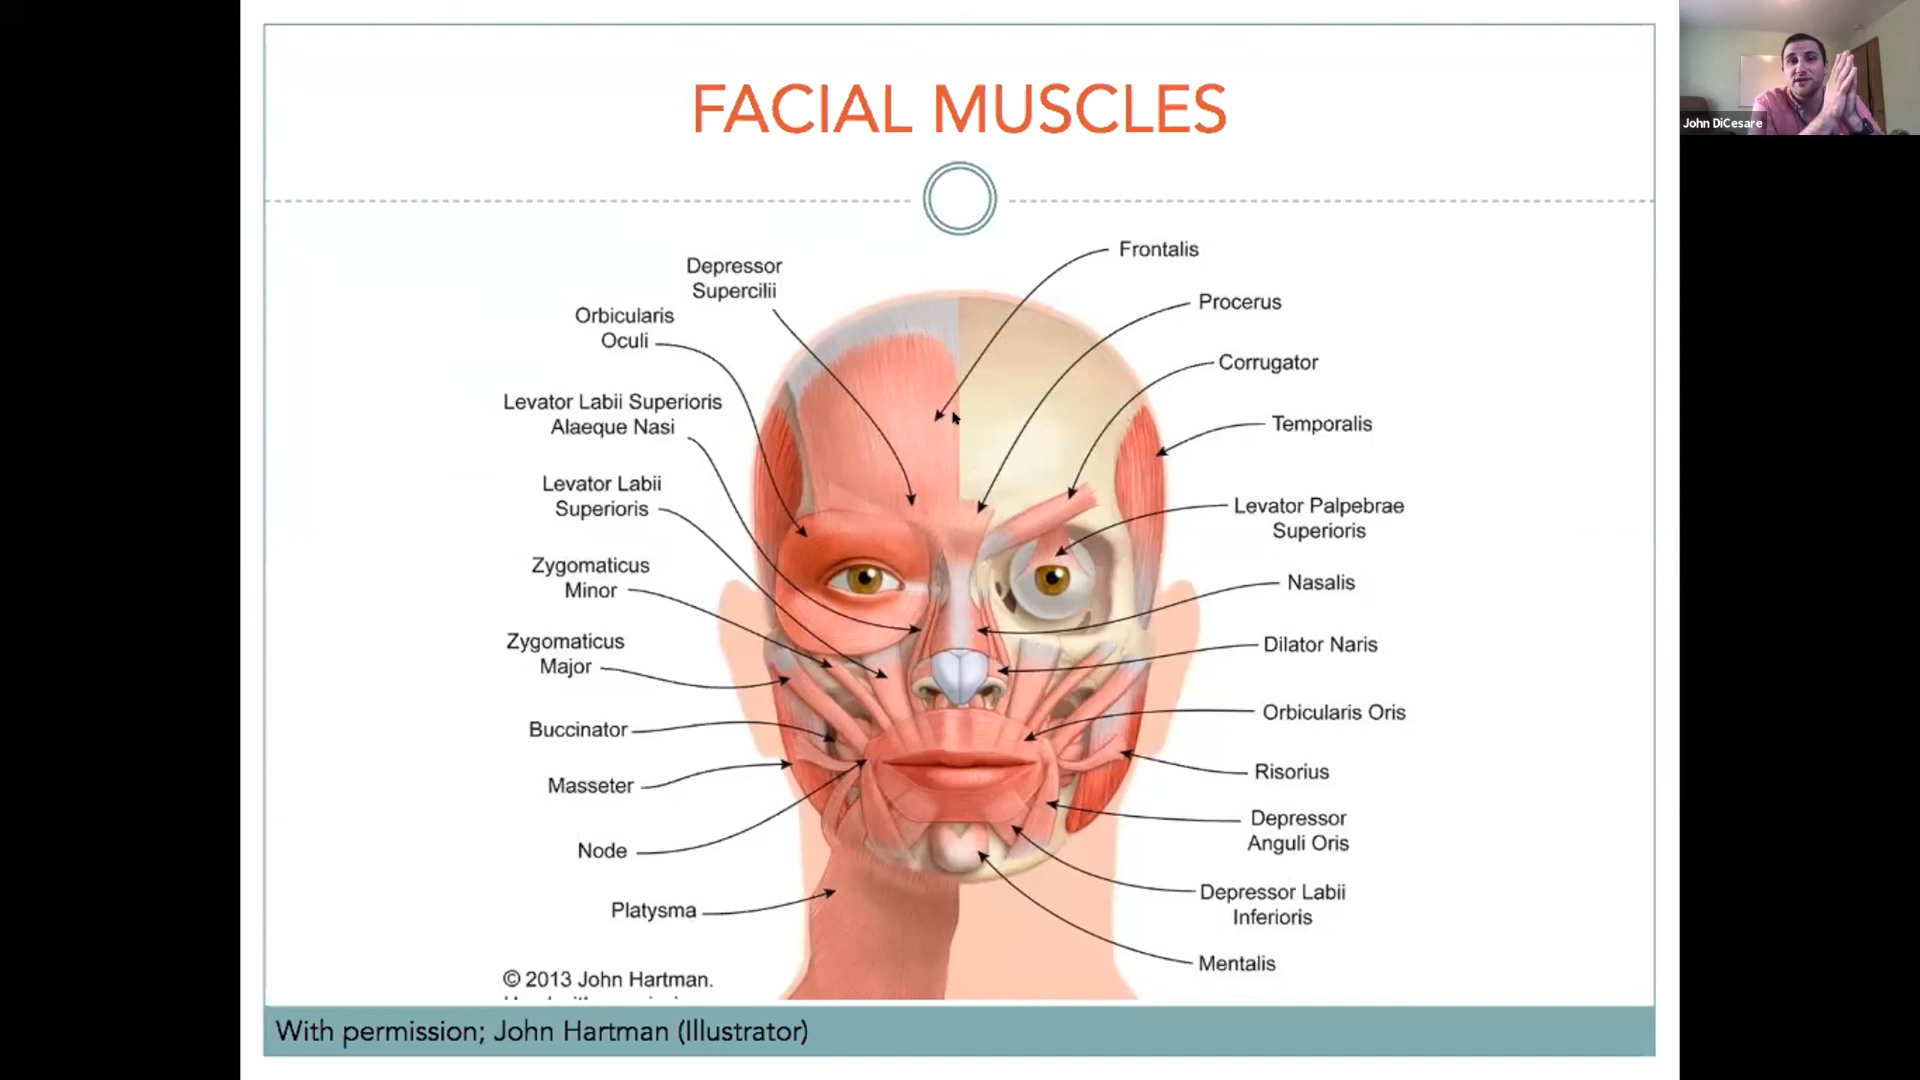 FACIAL MUSCLES
John DiCesare
Depressor
Supercilii
Orbicularis
Oculi
Levator Labii Superioris
Alaeque Nasi
Levator Labii
Superioris
Zygomaticus
Minor
Zygomaticus
Major
Buccinator
Masseter
Node
Platysma
Frontalis
Procerus
Corrugator
Temporalis
Levator Palpebrae
Superioris
Nasalis
Dilator Naris
Orbicularis Oris
Risorius
Depressor
Anguli Oris
Depressor Labii
Inferioris
Mentalis
© 2013 John Hartman.
With permission; John Hartman (Illustrator)